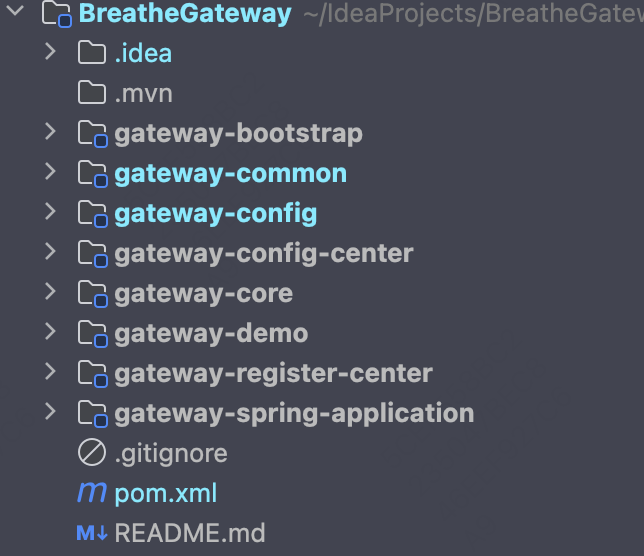 BreatheGateway ~/IdeaProjects/BreatheGatew
.idea
.mvn
gateway-bootstrap
gateway-common
gateway-config
gateway-config-center
gateway-core
gateway-demo
gateway-register-center
gateway-spring-application
.gitignore
m pom.xml
M↓ README.md